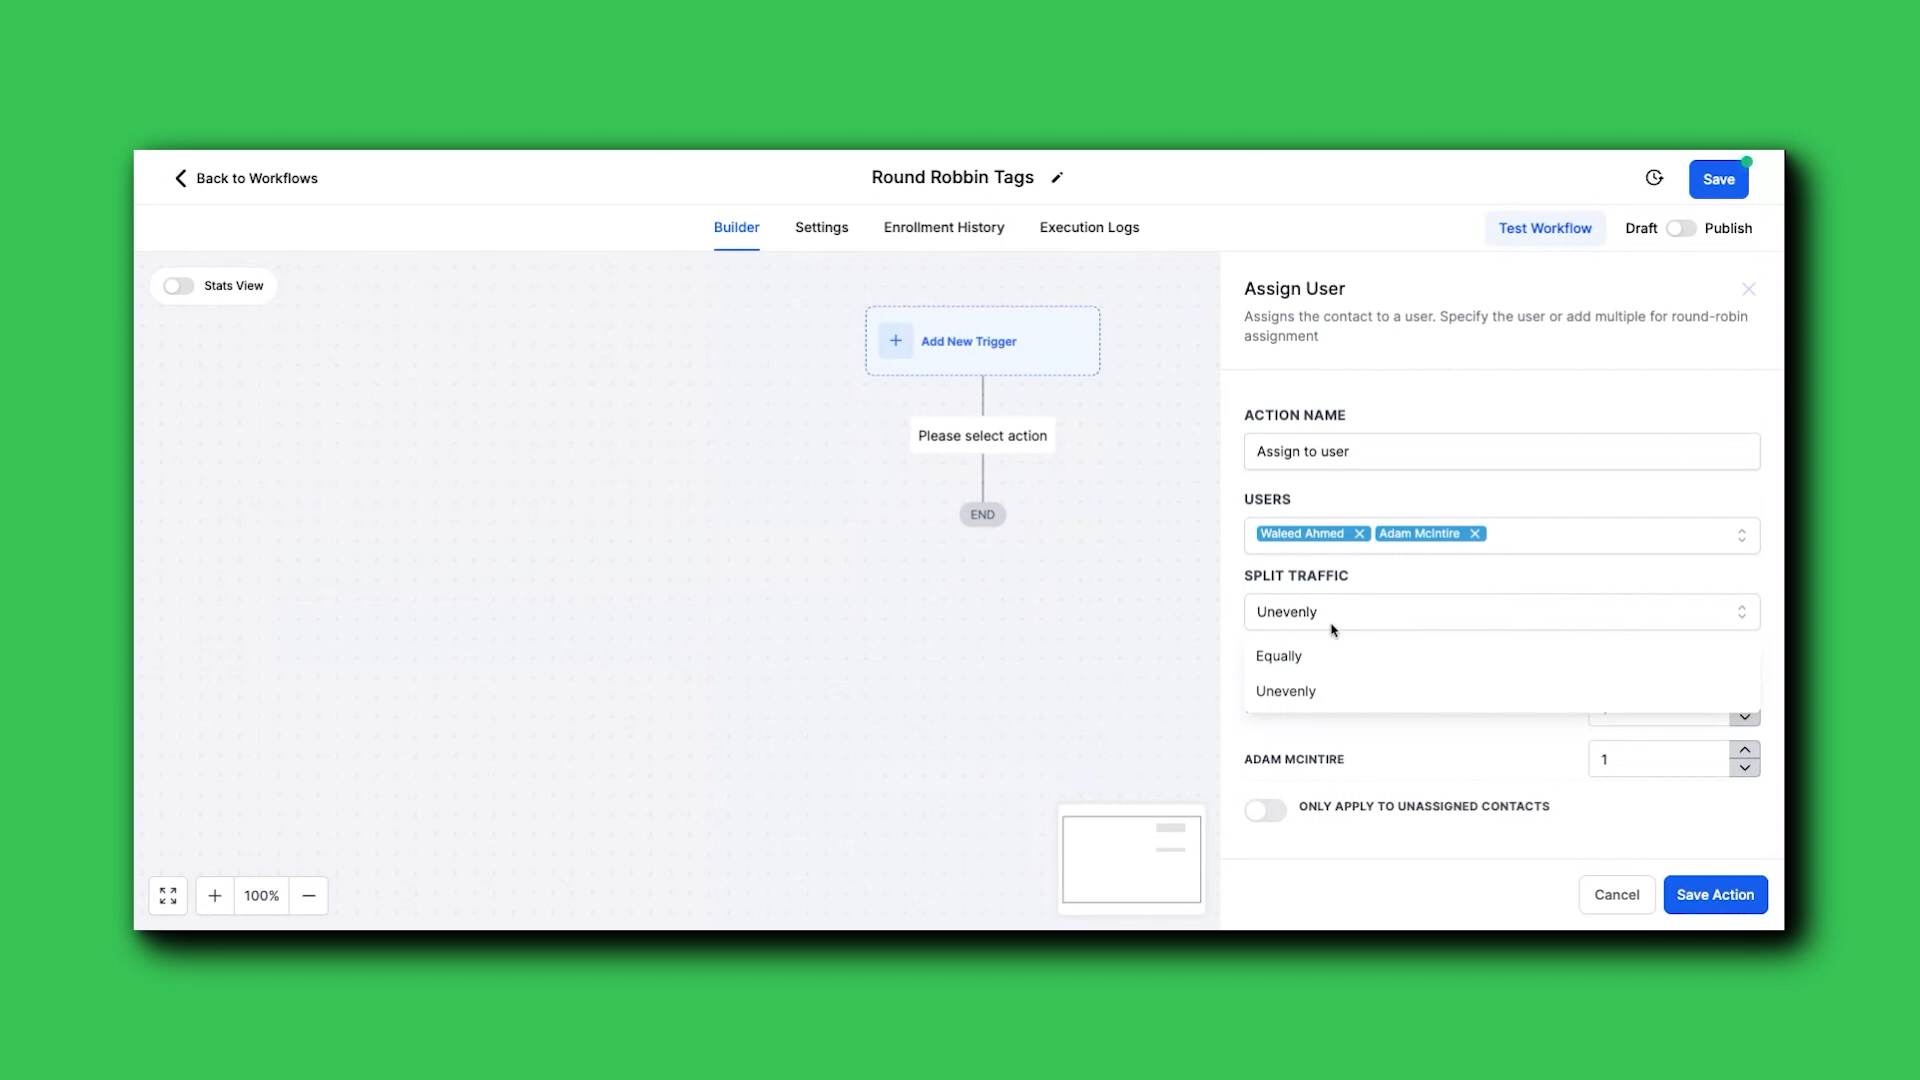 Back to Workflows
Round Robbin Tags
Save
Builder
Settings
Enrollment History
Execution Logs
Test Workflow
Draft
Publish
Stats View
Add New Trigger
Please select action
END
100%
Assign User
Assigns the contact to a user. Specify the user or add multiple for round-robin
assignment
ACTION NAME
Assign to user
USERS
Waleed Ahmed
Adam McIntire
SPLIT TRAFFIC
Unevenly
Equally
Unevenly
ADAM MCINTIRE
1
ONLY APPLY TO UNASSIGNED CONTACTS
Cancel
Save Action